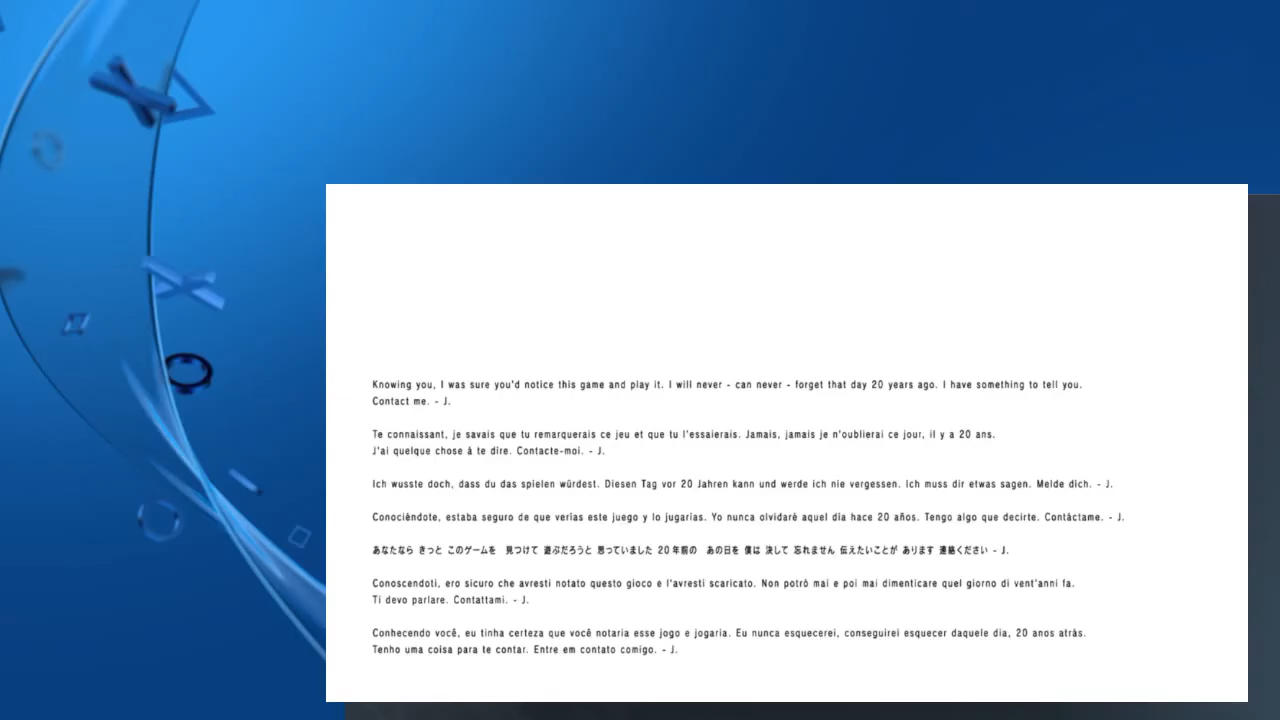 Knowing you, I was sure you'd notice this game and play it. I will never - can never - forget that day 20 years ago. I have something to tell you.
Contact me. - J.
Te connaissant, je savais que tu remarquerais ce jeu et que tu l'essaierais. Jamais, jamais je n'oublierai ce jour, il y a 20 ans.
J'ai quelque chose à te dire. Contacte-moi. - J.
Ich wusste doch, dass du das spielen würdest. Diesen Tag vor 20 Jahren kann und werde ich nie vergessen. Ich muss dir etwas sagen. Melde dich. - J.
Conociéndote, estaba seguro de que verías este juego y lo jugarías. Yo nunca olvidaré aquel día hace 20 años. Tengo algo que decirte. Contáctame. - J.
あなたなら きっと このゲームを　見つけて 遊ぶだろうと 思っていました 20年前の　あの日を 僕は 決して 忘れません 伝えたいことが あります 連絡ください - J.
Conoscendoti, ero sicuro che avresti notato questo gioco e l'avresti scaricato. Non potrò mai e poi mai dimenticare quel giorno di vent'anni fa.
Ti devo parlare. Contattami. - J.
Conhecendo você, eu tinha certeza que você notaria esse jogo e jogaria. Eu nunca esquecerei, conseguirei esquecer daquele dia, 20 anos atrás.
Tenho uma coisa para te contar. Entre em contato comigo. - J.